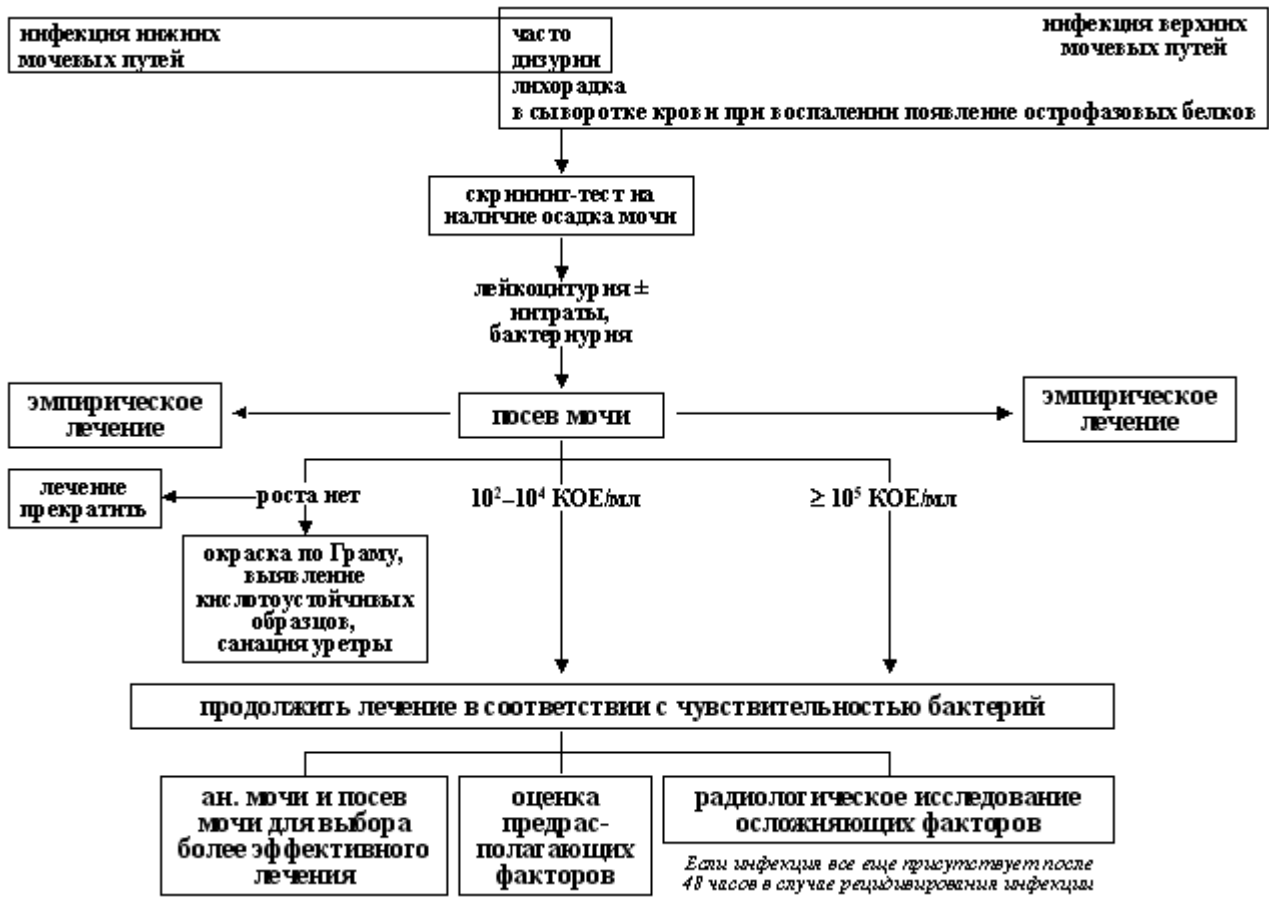 инфекция нижних
мочевых путей
часто
дизурии
лихорадка
в сыворотке крови при воспалении появление острофазовых белков
инфекция верхних
мочевых путей
скрининг-тест на
наличие осадка мочи
лейкоцитурия ±
нитраты,
бактериурия
эмпирическое
лечение
посев мочи
эмпирическое
лечение
лечение
прекратить
роста нет
10²–10⁴ КОЕ/мл
≥ 10⁵ КОЕ/мл
окраска по Граму,
выявление
кислотоустойчивых
образцов,
санация уретры
продолжить лечение в соответствии с чувствительностью бактерий
ан. мочи и посев
мочи для выбора
более эффективного
лечения
оценка
предрас-
полагающих
факторов
радиологическое исследование
осложняющих факторов
Если инфекция все еще присутствует после
48 часов в случае рецидивирования инфекции